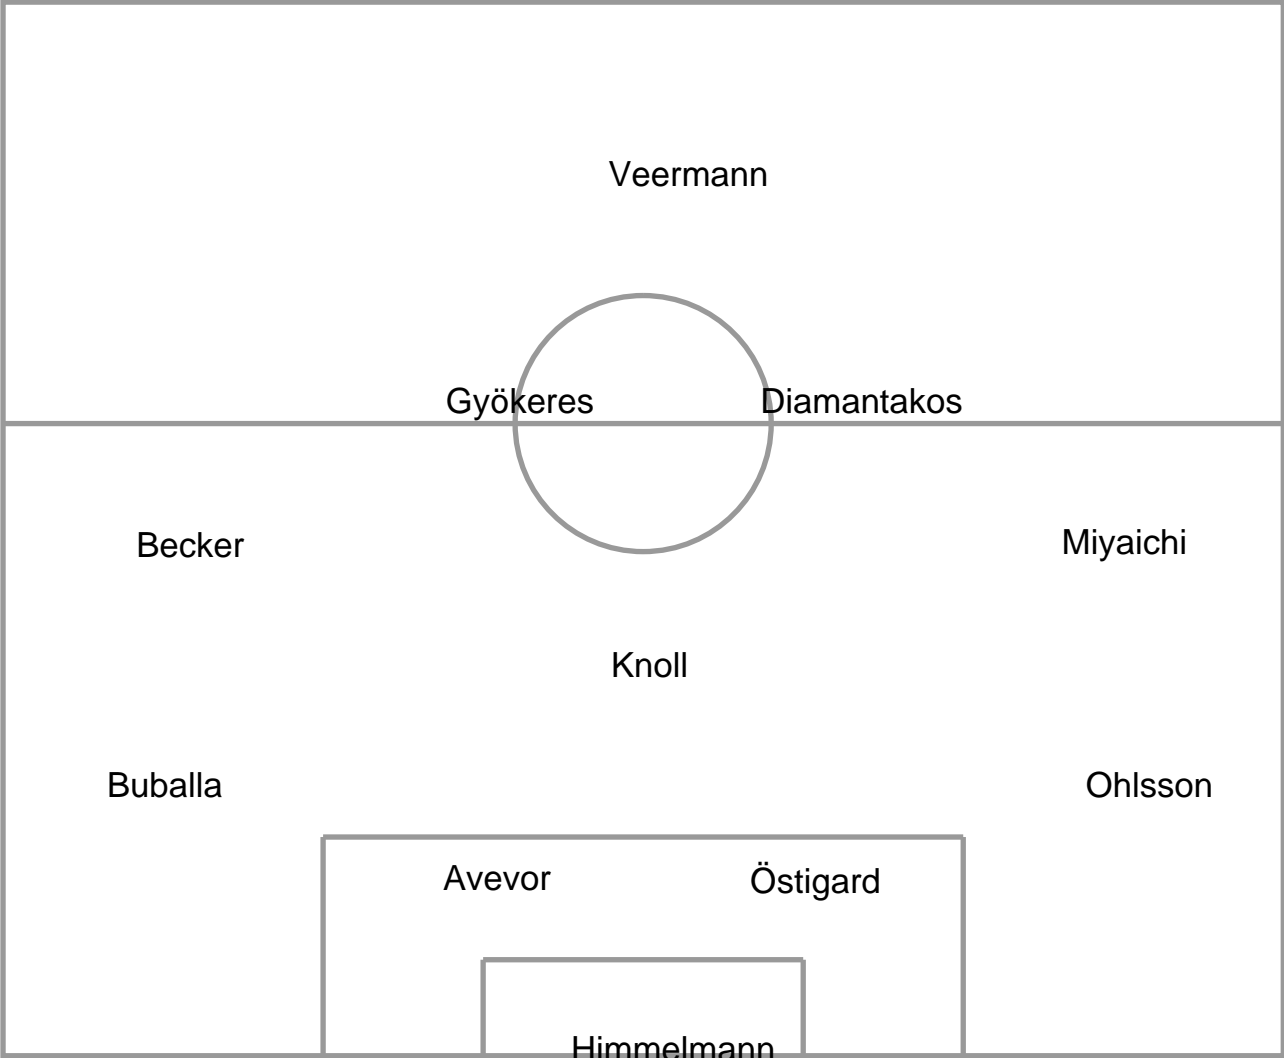 Veermann
Gyökeres Diamantakos
Becker Miyaichi
Knoll
Buballa Ohlsson
Avevor Östigard
Himmelmann